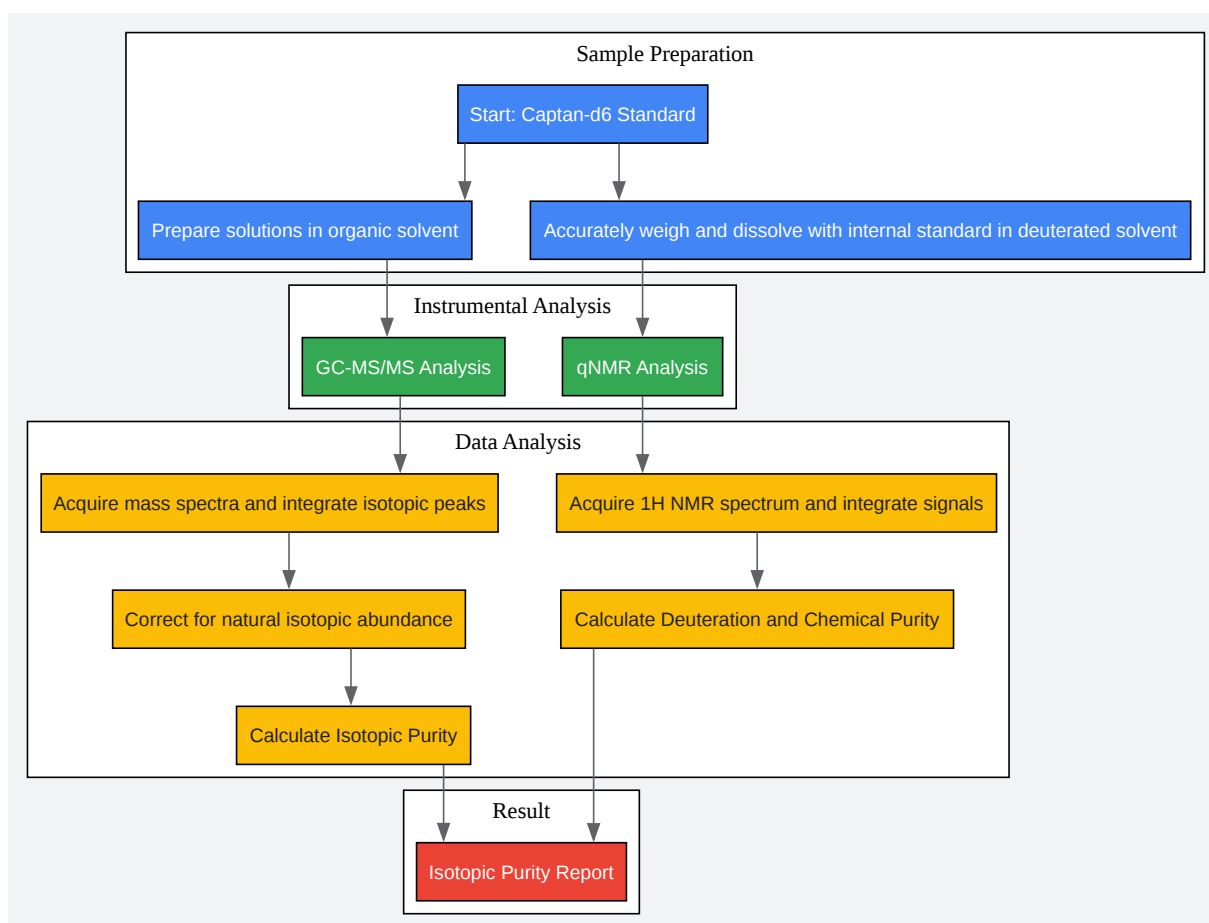 Sample Preparation
Start: Captan-d6 Standard
Prepare solutions in organic solvent
Accurately weigh and dissolve with internal standard in deuterated solvent
Instrumental Analysis
GC-MS/MS Analysis
qNMR Analysis
Data Analysis
Acquire mass spectra and integrate isotopic peaks
Acquire 1H NMR spectrum and integrate signals
Correct for natural isotopic abundance
Calculate Deuteration and Chemical Purity
Calculate Isotopic Purity
Result
Isotopic Purity Report